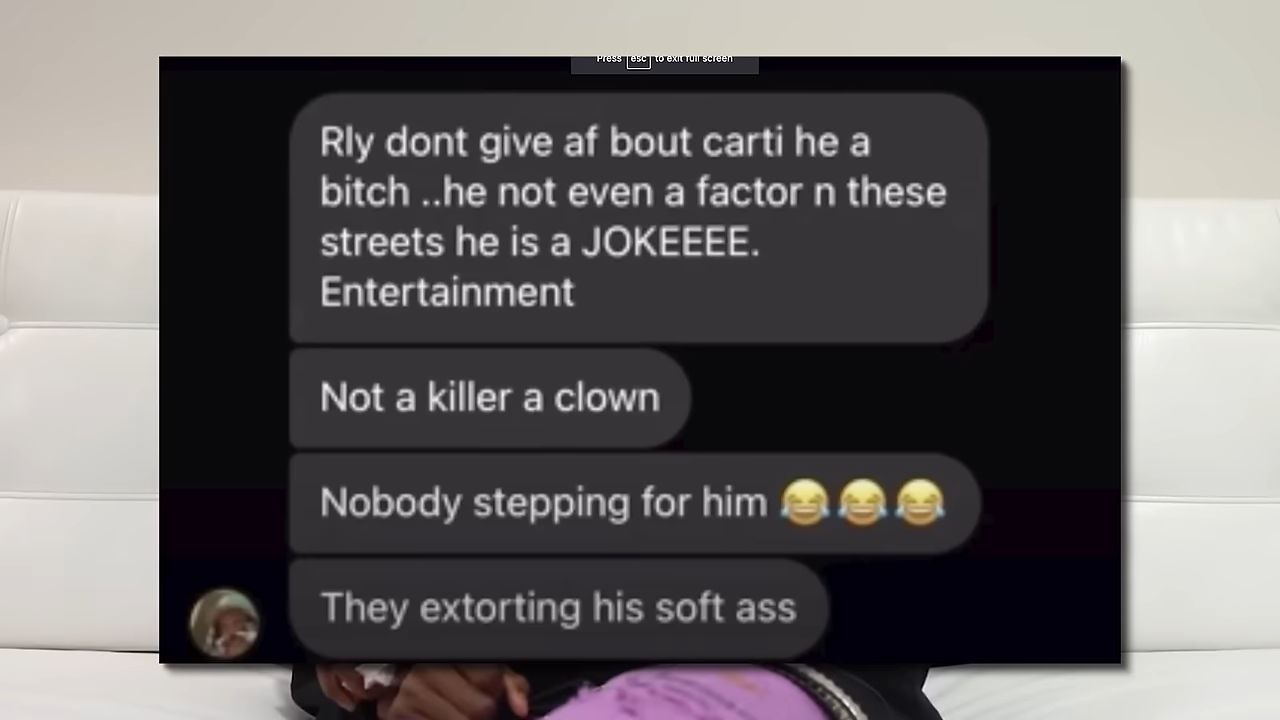 Press esc to exit full screen
Rly dont give af bout carti he a
bitch ..he not even a factor n these
streets he is a JOKEEEE.
Entertainment
Not a killer a clown
Nobody stepping for him 😂😂😂
They extorting his soft ass